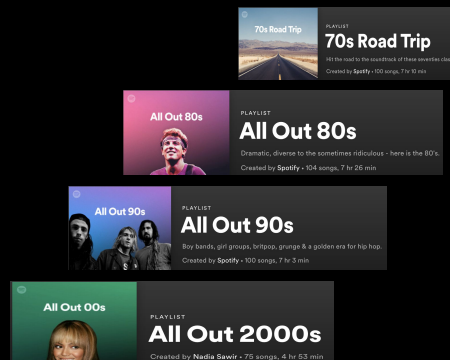 70s Road Trip
PLAYLIST
70s Road Trip
Hit the road to the soundtrack of these seventies clas
Created by Spotify • 100 songs, 7 hr 10 min
All Out 80s
PLAYLIST
All Out 80s
Dramatic, diverse to the sometimes ridiculous - here is the 80's.
Created by Spotify • 104 songs, 7 hr 26 min
All Out 90s
PLAYLIST
All Out 90s
Boy bands, girl groups, britpop, grunge & a golden era for hip hop.
Created by Spotify • 100 songs, 7 hr 3 min
All Out 00s
PLAYLIST
All Out 2000s
Created by Nadia Sawir • 75 songs, 4 hr 53 min